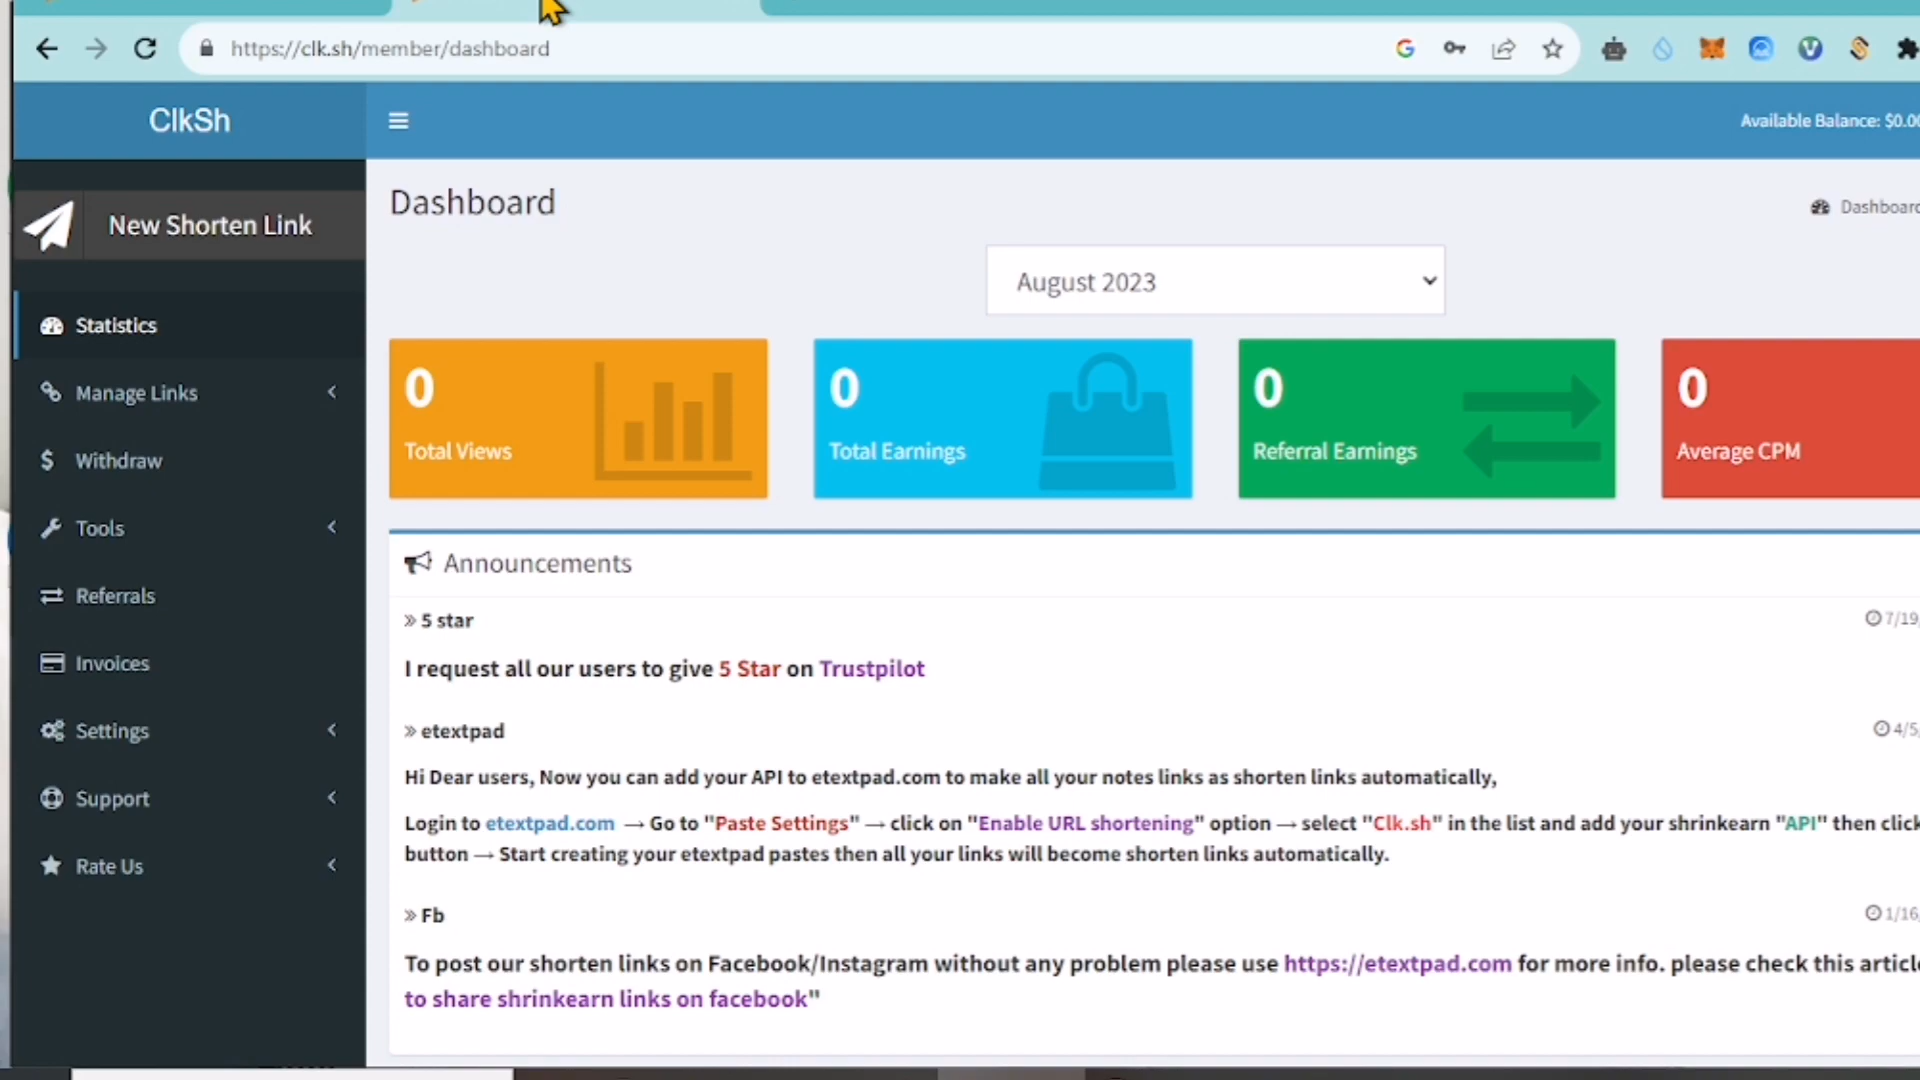 https://clk.sh/member/dashboard
ClkSh
Available Balance: $0.00
New Shorten Link
Dashboard
Dashboard
August 2023
Statistics
Manage Links
Withdraw
Tools
Referrals
Invoices
Settings
Support
Rate Us
0
Total Views
0
Total Earnings
0
Referral Earnings
0
Average CPM
Announcements
» 5 star
7/19/
I request all our users to give 5 Star on Trustpilot
» etextpad
4/5/
Hi Dear users, Now you can add your API to etextpad.com to make all your notes links as shorten links automatically,
Login to etextpad.com → Go to "Paste Settings" → click on "Enable URL shortening" option → select "Clk.sh" in the list and add your shrinkearn "API" then click
button → Start creating your etextpad pastes then all your links will become shorten links automatically.
» Fb
1/16/
To post our shorten links on Facebook/Instagram without any problem please use https://etextpad.com for more info. please check this article
to share shrinkearn links on facebook"